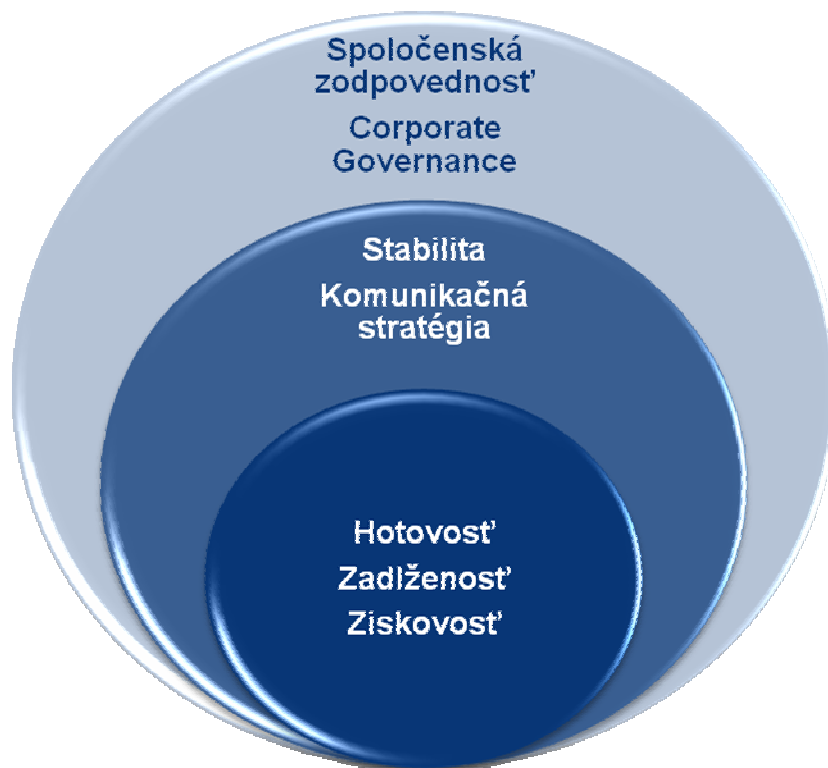 Spoločenská
zodpovednosť
Corporate
Governance
Stabilita
Komunikačná
stratégia
Hotovosť
Zadlženosť
Ziskovosť